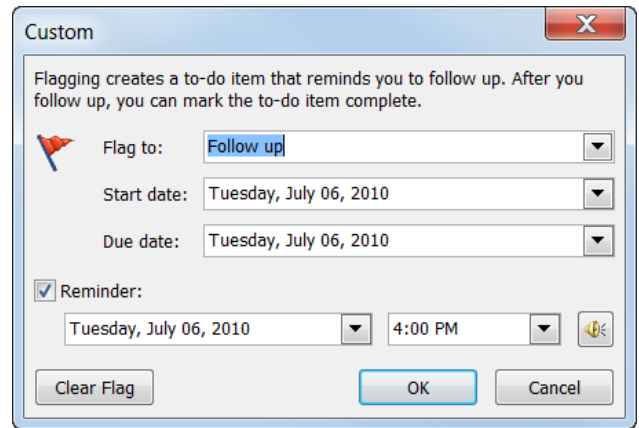 Custom
Flagging creates a to-do item that reminds you to follow up. After you
follow up, you can mark the to-do item complete.
Flag to: Follow up
Start date: Tuesday, July 06, 2010
Due date: Tuesday, July 06, 2010
Reminder:
Tuesday, July 06, 2010 4:00 PM
Clear Flag OK Cancel